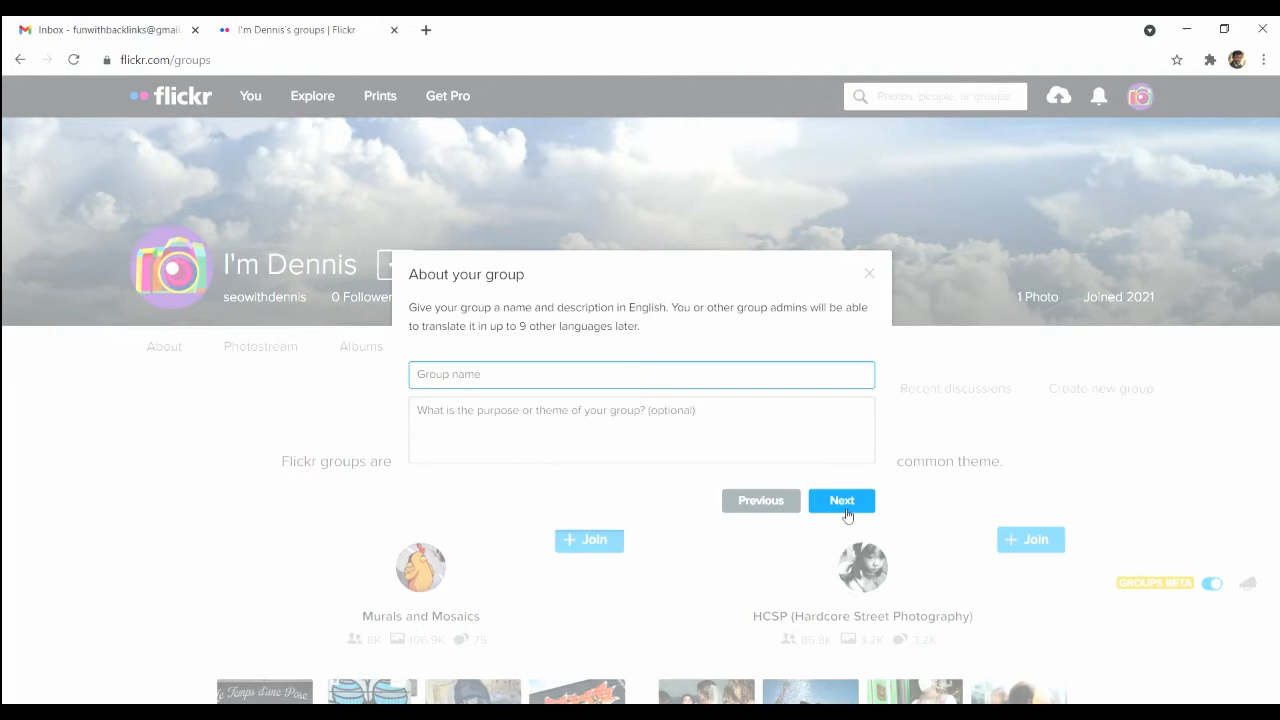 Inbox - funwithbacklinks@gmail
I'm Dennis's groups | Flickr
flickr.com/groups
flickr
You
Explore
Prints
Get Pro
Photos, people, or groups
I'm Dennis
seowithdennis
0 Follower
1 Photo
Joined 2021
About your group
Give your group a name and description in English. You or other group admins will be able
to translate it in up to 9 other languages later.
About
Photostream
Albums
Group name
Recent discussions
Create new group
What is the purpose or theme of your group? (optional)
Flickr groups are
common theme.
Previous
Next
+ Join
+ Join
GROUPS BETA
Murals and Mosaics
HCSP (Hardcore Street Photography)
8K
106.9K
75
86.8K
3.2K
3.2K
le Temps d'une Pose